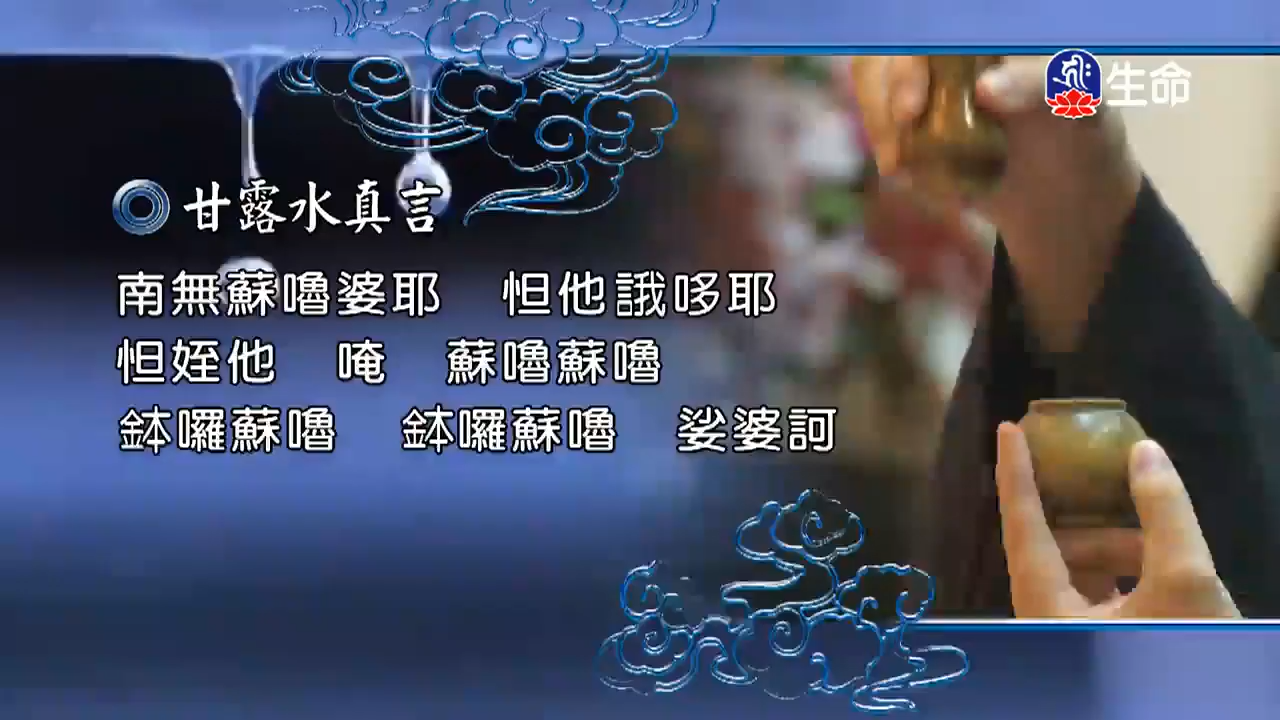 生命
甘露水真言
南無蘇嚕婆耶　怛他誐哆耶
怛姪他　唵　蘇嚕蘇嚕
鉢囉蘇嚕　鉢囉蘇嚕　娑婆訶